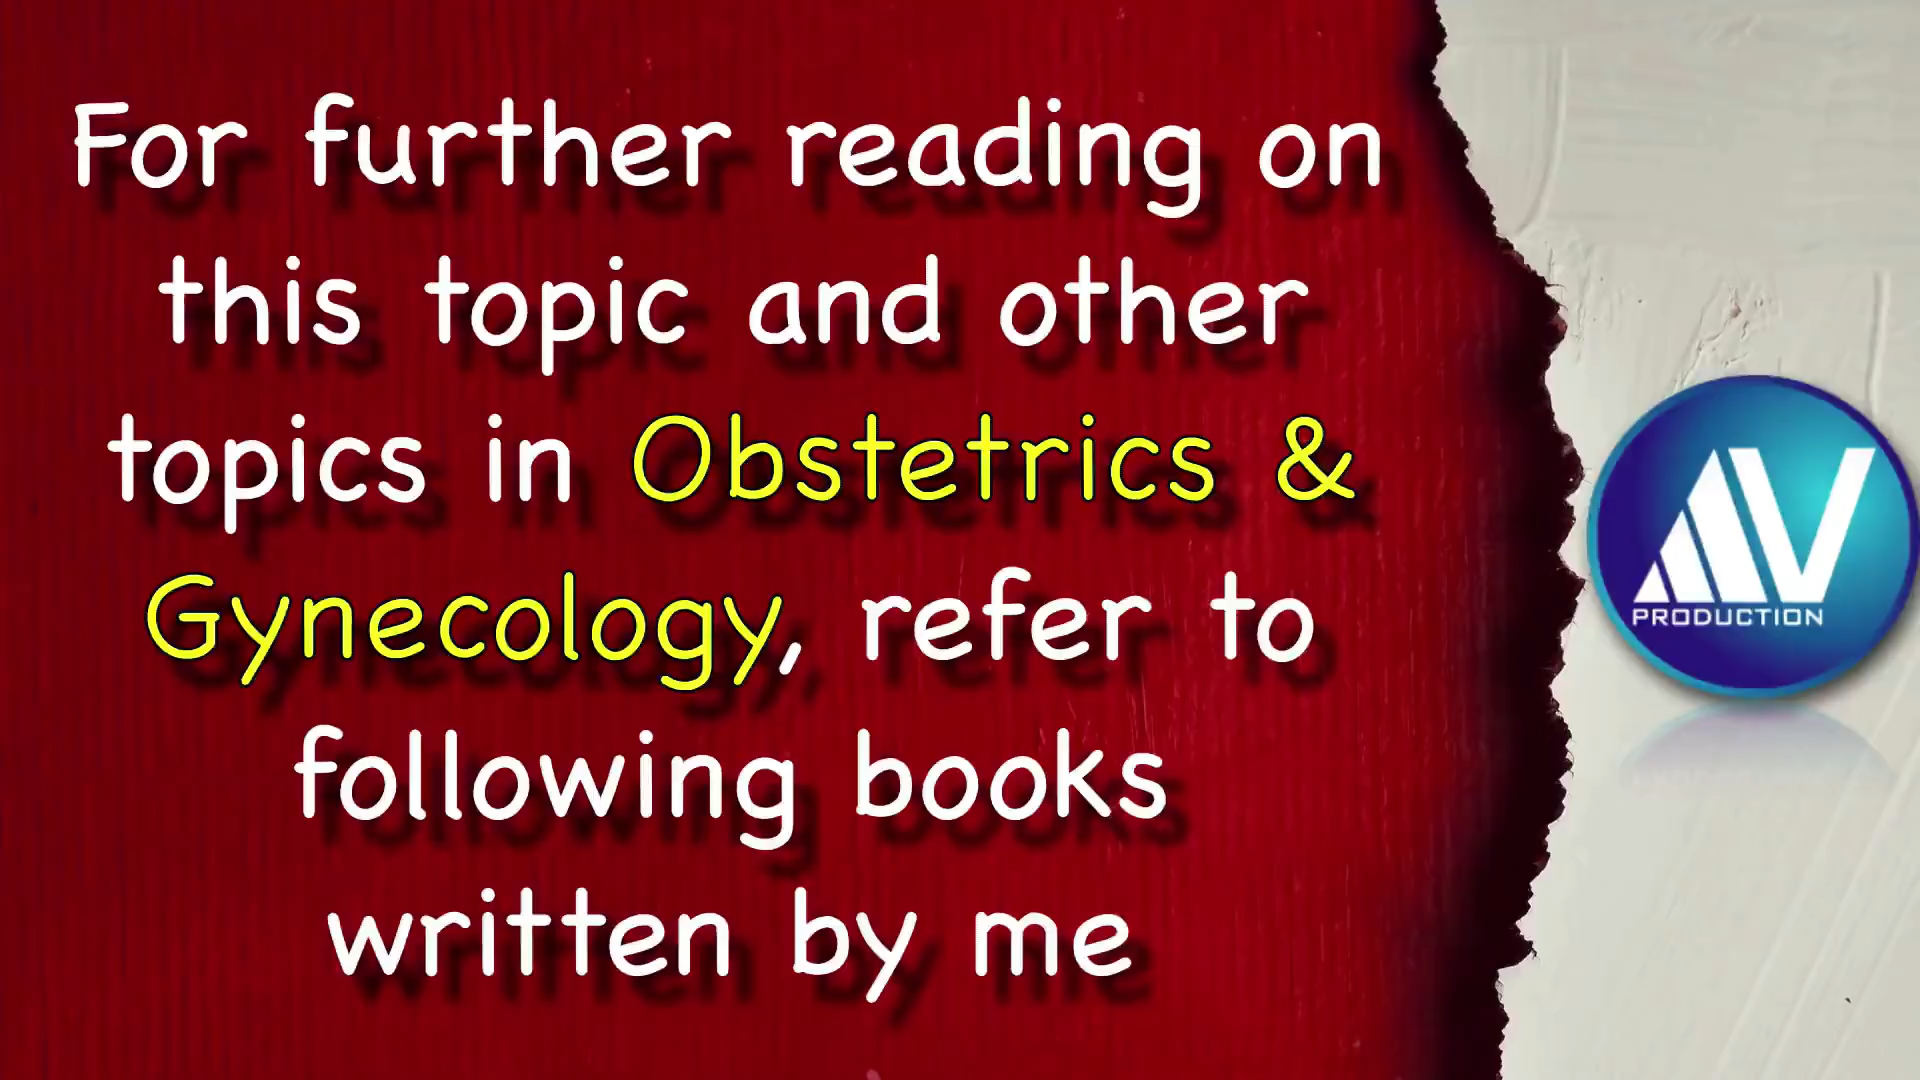 For further reading on
this topic and other
topics in Obstetrics &
Gynecology, refer to
following books
written by me
AV
PRODUCTION